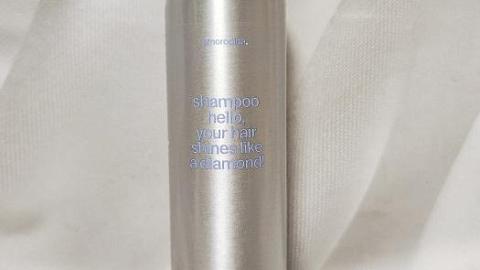 shampoo
hello,
your hair
shines like
a diamond!